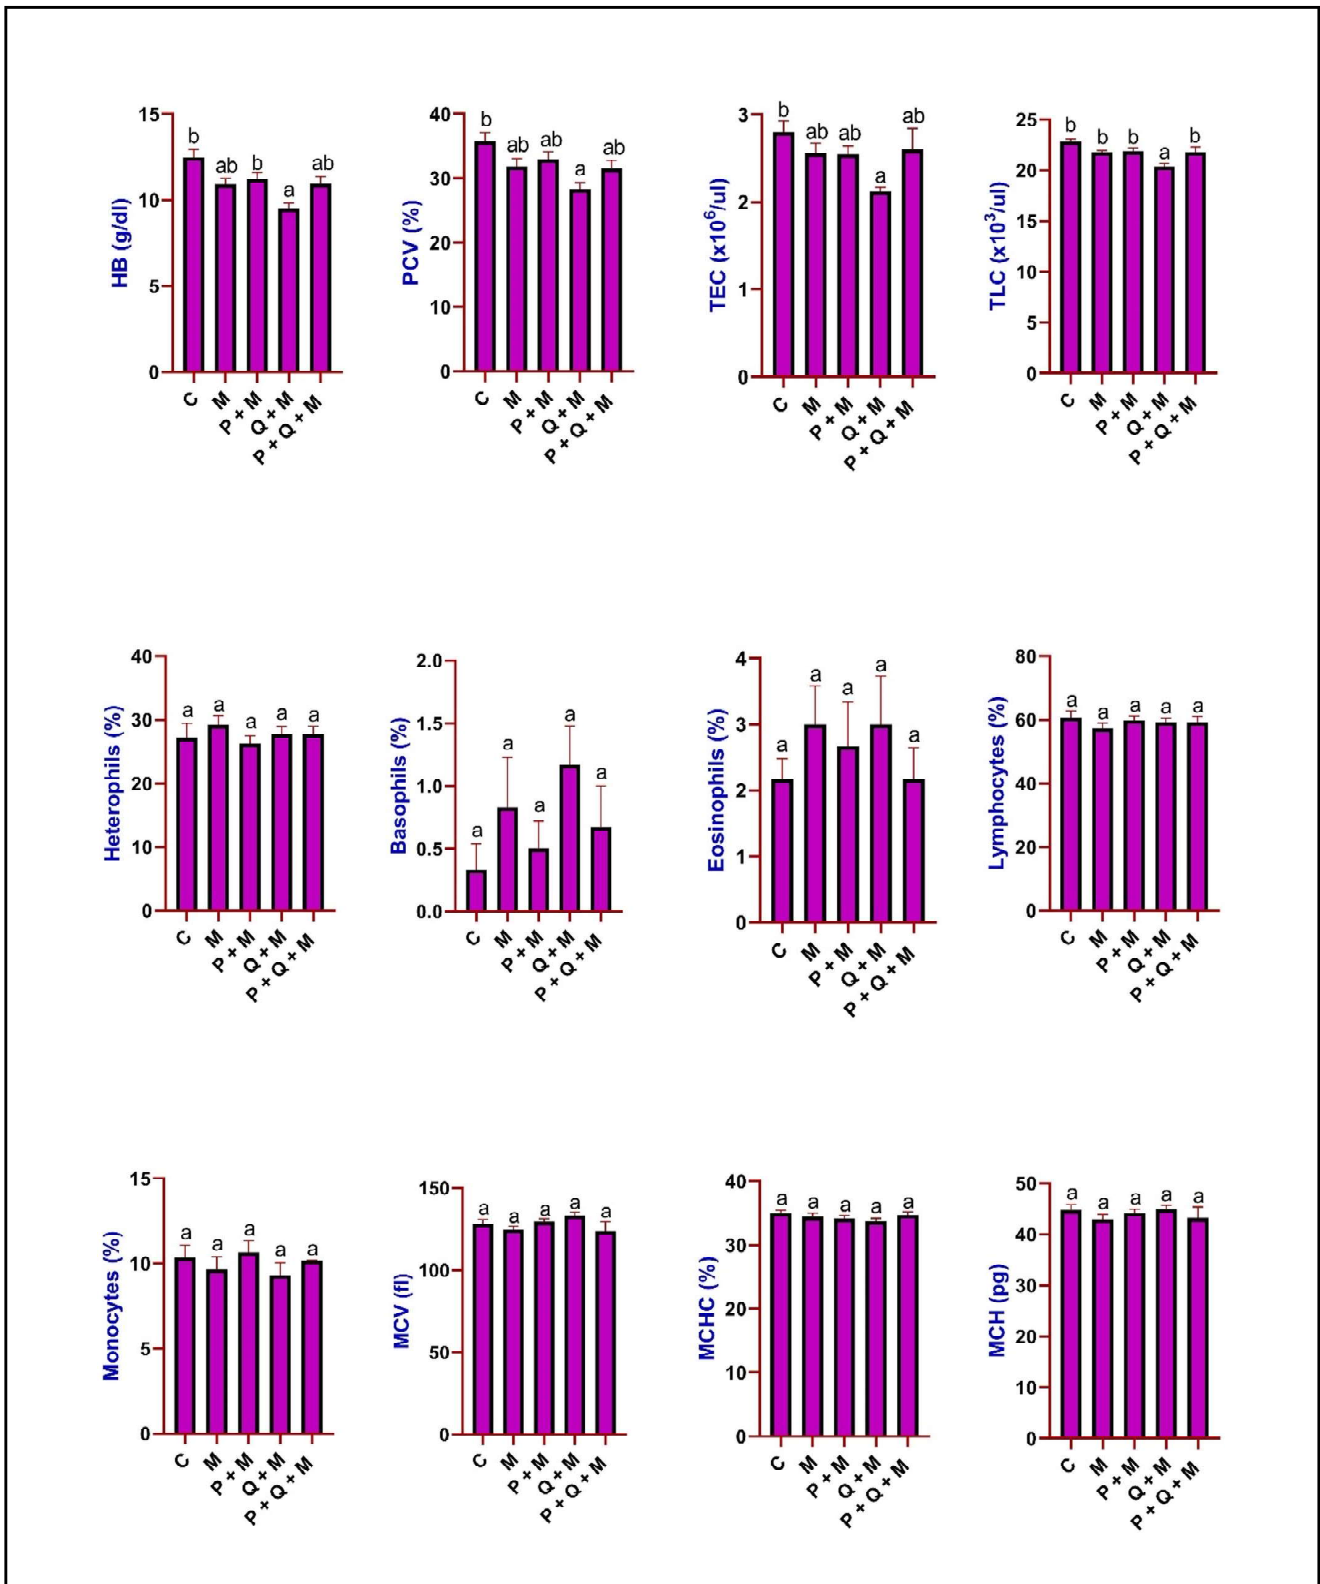 HB (g/dl)
15
10
5
0
b
ab
b
a
ab
C
M
P + M
Q + M
P + Q + M
PCV (%)
40
30
20
10
0
b
ab
ab
a
ab
C
M
P + M
Q + M
P + Q + M
TEC (x10⁶/ul)
3
2
1
0
b
ab
ab
a
ab
C
M
P + M
Q + M
P + Q + M
TLC (x10³/ul)
25
20
15
10
5
0
b
b
b
a
b
C
M
P + M
Q + M
P + Q + M
Heterophils (%)
40
30
20
10
0
a
a
a
a
a
C
M
P + M
Q + M
P + Q + M
Basophils (%)
2.0
1.5
1.0
0.5
0.0
a
a
a
a
a
C
M
P + M
Q + M
P + Q + M
Eosinophils (%)
4
3
2
1
0
a
a
a
a
a
C
M
P + M
Q + M
P + Q + M
Lymphocytes (%)
80
60
40
20
0
a
a
a
a
a
C
M
P + M
Q + M
P + Q + M
Monocytes (%)
15
10
5
0
a
a
a
a
a
C
M
P + M
Q + M
P + Q + M
MCV (fl)
150
100
50
0
a
a
a
a
a
C
M
P + M
Q + M
P + Q + M
MCHC (%)
40
30
20
10
0
a
a
a
a
a
C
M
P + M
Q + M
P + Q + M
MCH (pg)
50
40
30
20
10
0
a
a
a
a
a
C
M
P + M
Q + M
P + Q + M